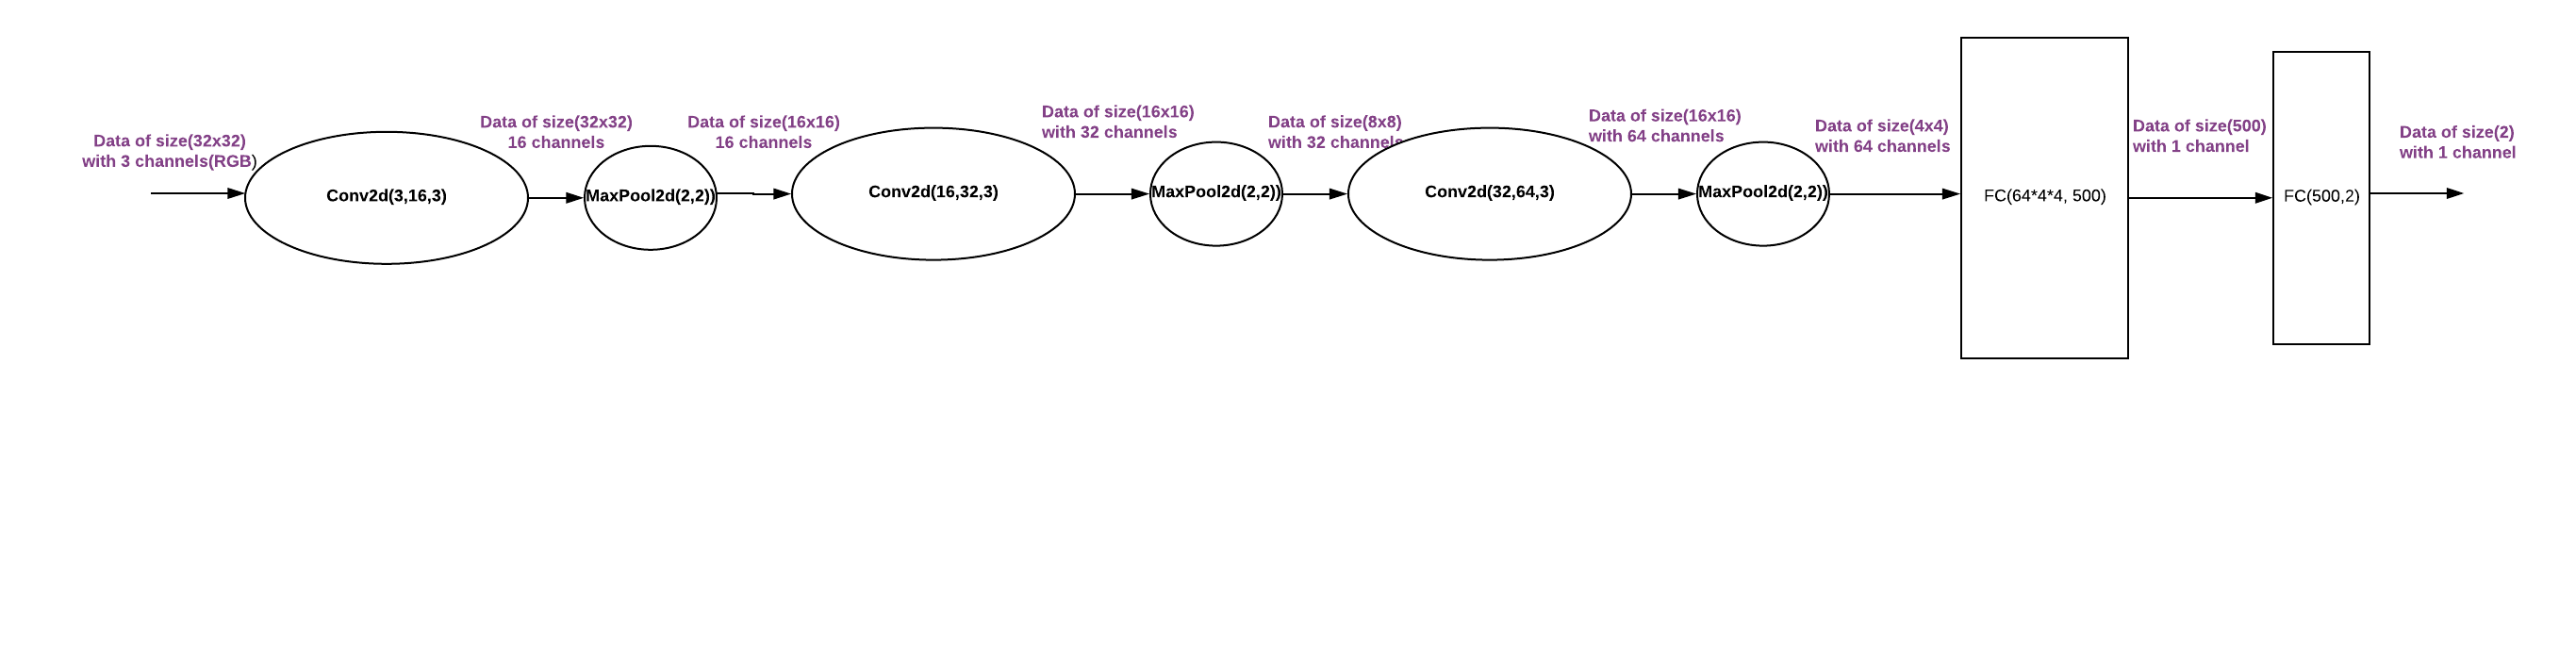 Data of size(32x32)
with 3 channels(RGB)
Conv2d(3,16,3)
Data of size(32x32)
16 channels
MaxPool2d(2,2))
Data of size(16x16)
16 channels
Conv2d(16,32,3)
Data of size(16x16)
with 32 channels
MaxPool2d(2,2))
Data of size(8x8)
with 32 channels
Conv2d(32,64,3)
Data of size(16x16)
with 64 channels
MaxPool2d(2,2))
Data of size(4x4)
with 64 channels
FC(64*4*4, 500)
Data of size(500)
with 1 channel
FC(500,2)
Data of size(2)
with 1 channel